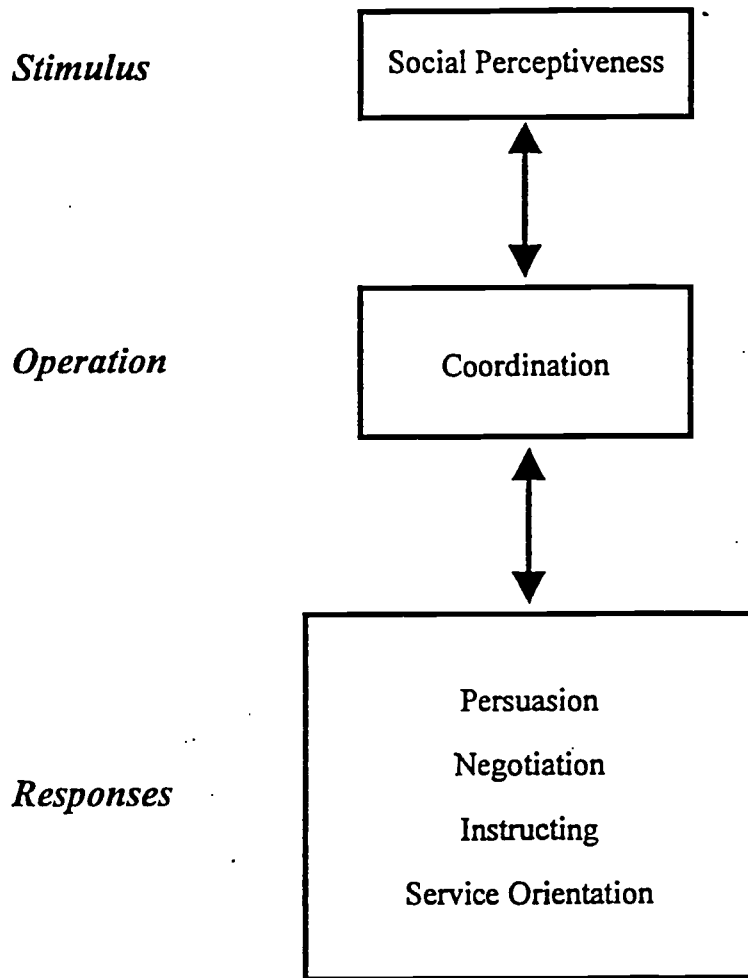 Stimulus
Social Perceptiveness
Operation
Coordination
Responses
Persuasion
Negotiation
Instructing
Service Orientation